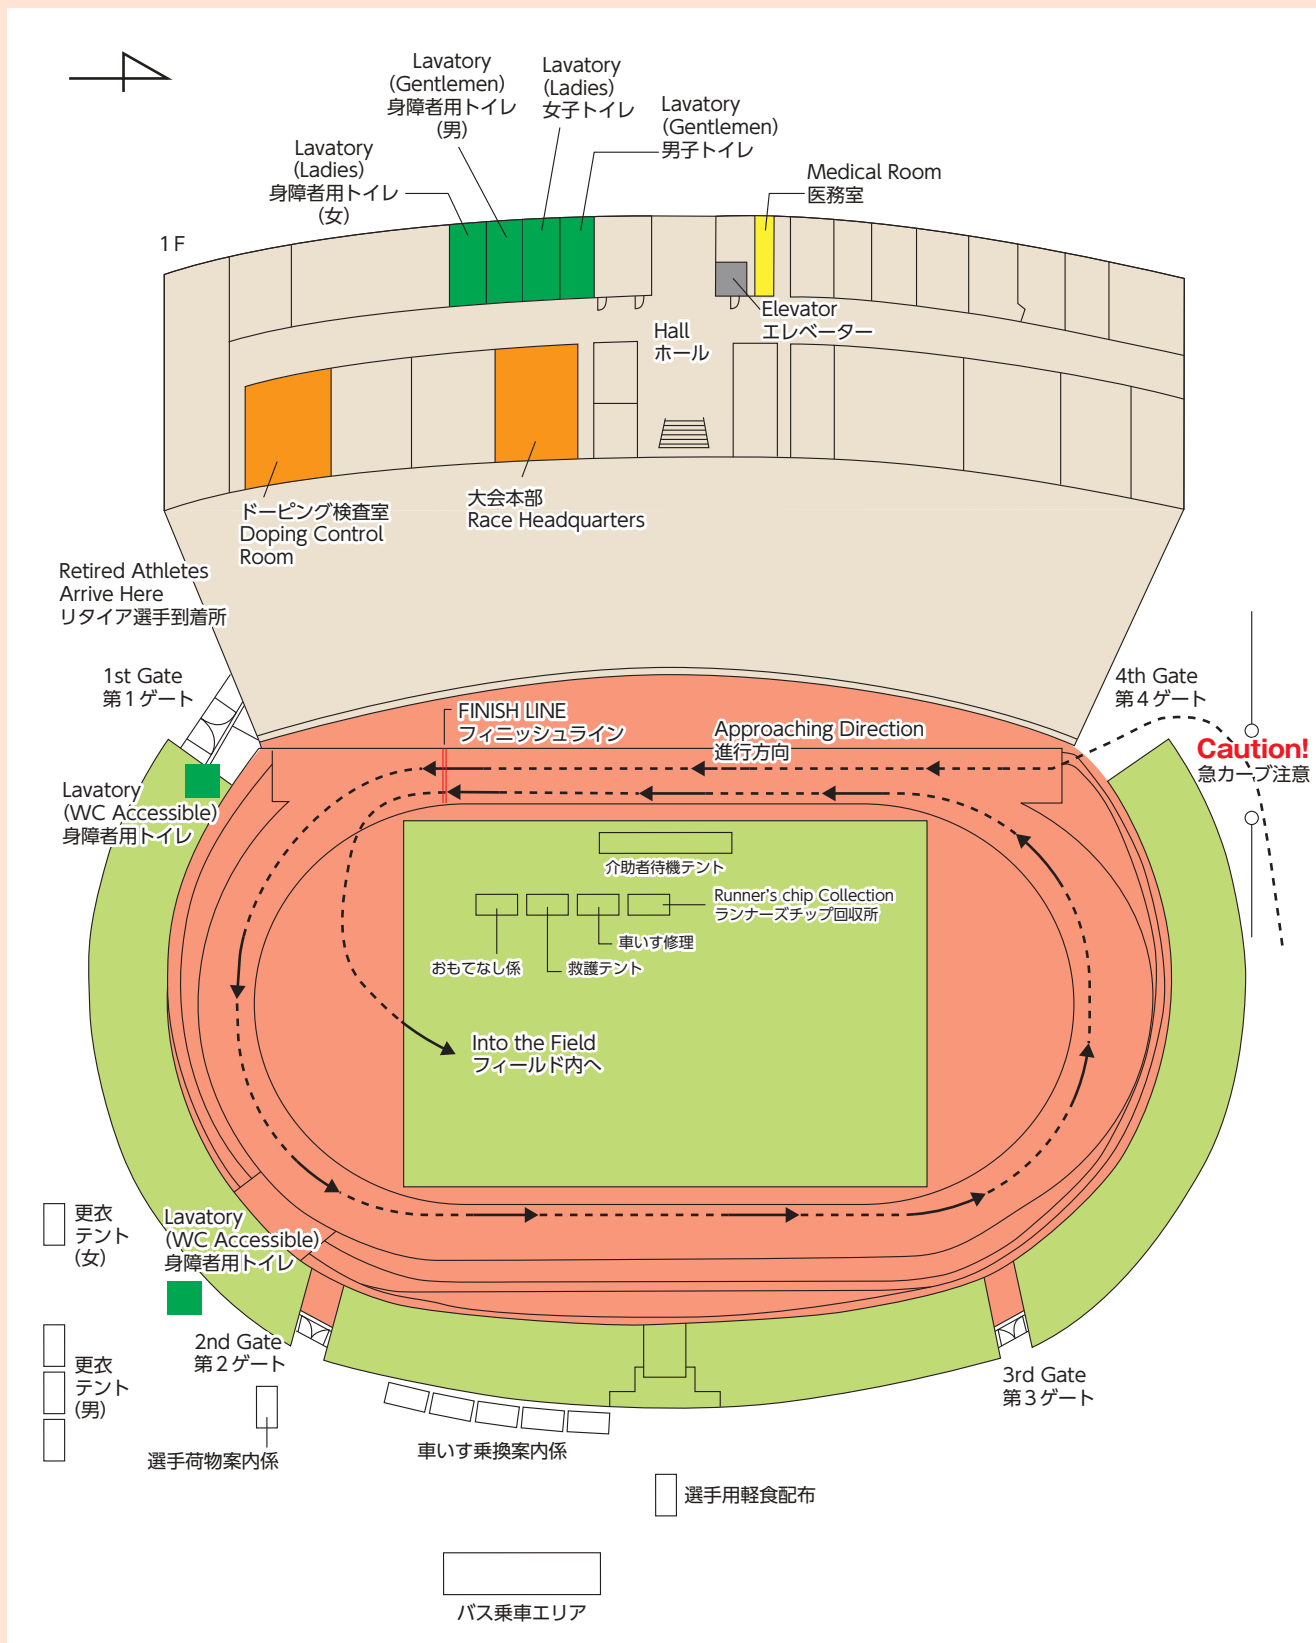 Lavatory
(Gentlemen)
身障者用トイレ
(男)
Lavatory
(Ladies)
女子トイレ
Lavatory
(Gentlemen)
男子トイレ
Lavatory
(Ladies)
身障者用トイレ
(女)
Medical Room
医務室
1F
Elevator
エレベーター
Hall
ホール
ドーピング検査室
Doping Control
Room
大会本部
Race Headquarters
Retired Athletes
Arrive Here
リタイア選手到着所
1st Gate
第1ゲート
4th Gate
第4ゲート
FINISH LINE
フィニッシュライン
Approaching Direction
進行方向
Caution!
急カーブ注意
Lavatory
(WC Accessible)
身障者用トイレ
介助者待機テント
Runner's chip Collection
ランナーズチップ回収所
車いす修理
おもてなし係
救護テント
Into the Field
フィールド内へ
更衣
テント
(女)
Lavatory
(WC Accessible)
身障者用トイレ
2nd Gate
第2ゲート
更衣
テント
(男)
3rd Gate
第3ゲート
選手荷物案内係
車いす乗換案内係
選手用軽食配布
バス乗車エリア